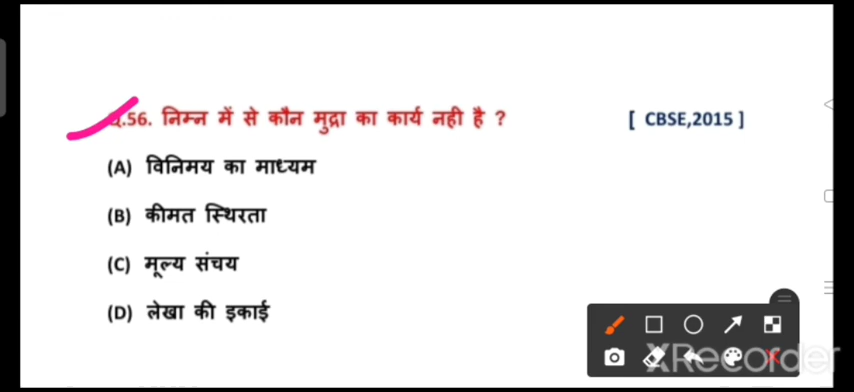 Q.56. निम्न में से कौन मुद्रा का कार्य नही है ? [ CBSE,2015 ]
(A) विनिमय का माध्यम
(B) कीमत स्थिरता
(C) मूल्य संचय
(D) लेखा की इकाई
XRecorder